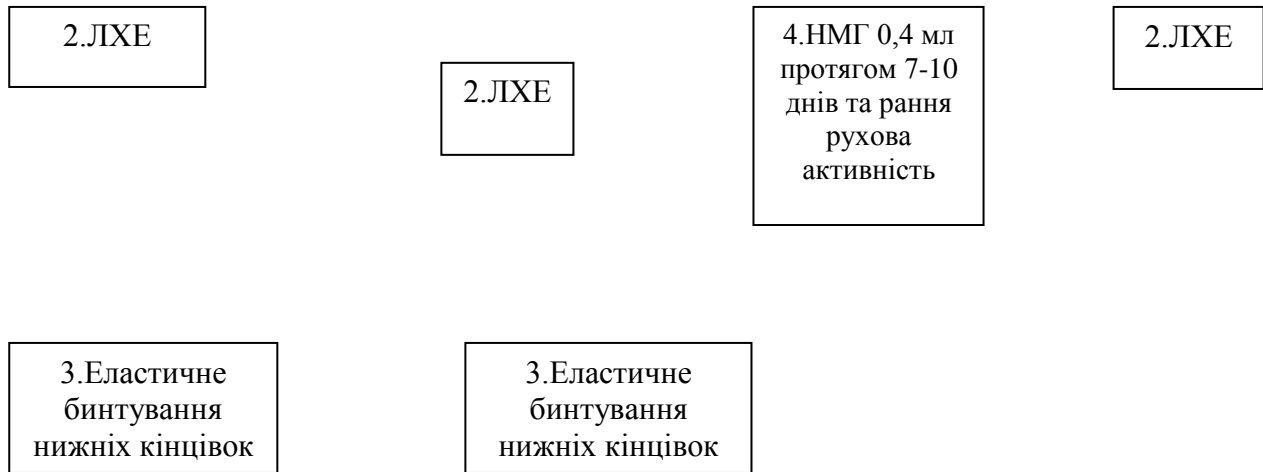 2.ЛХЕ
2.ЛХЕ
4.НМГ 0,4 мл
протягом 7-10
днів та рання
рухова
активність
2.ЛХЕ
3.Еластичне
бинтування
нижніх кінцівок
3.Еластичне
бинтування
нижніх кінцівок